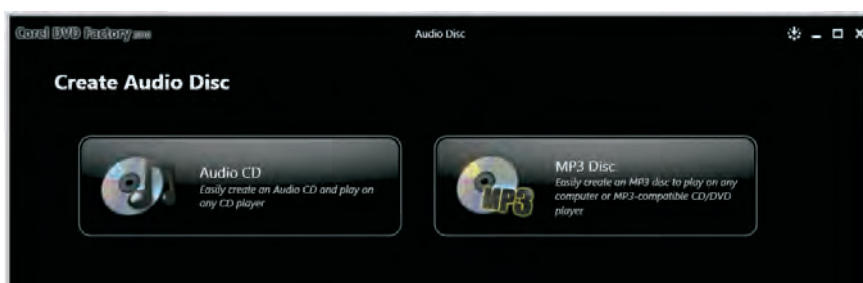 Corel DVD Factory 2010
Audio Disc
Create Audio Disc
Audio CD
Easily create an Audio CD and play on
any CD player
MP3 Disc
Easily create an MP3 disc to play on any
computer or MP3-compatible CD/DVD
player
MP3